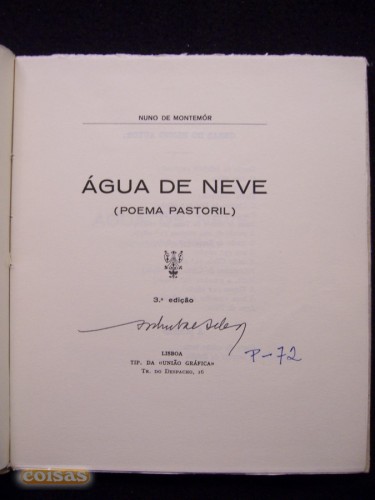 NUNO DE MONTEMÓR
ÁGUA DE NEVE
(POEMA PASTORIL)
3.ª edição
LISBOA
TIP. DA «UNIÃO GRÁFICA»
TR. DO DESPACHO, 16
P-72
coisas